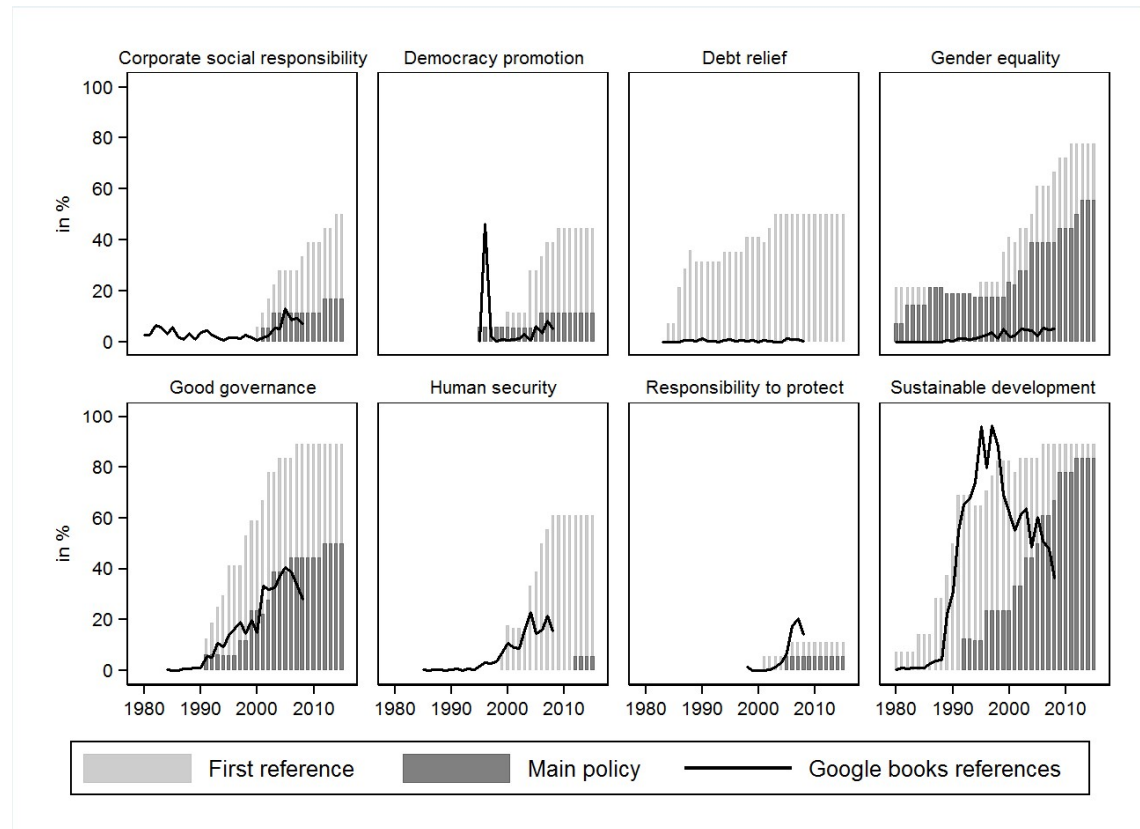 Corporate social responsibility Democracy promotion Debt relief Gender equality
100
80
60
40
20
0
in %
Good governance Human security Responsibility to protect Sustainable development
100
80
60
40
20
0
in %
1980 1990 2000 2010 1980 1990 2000 2010 1980 1990 2000 2010 1980 1990 2000 2010
First reference Main policy Google books references